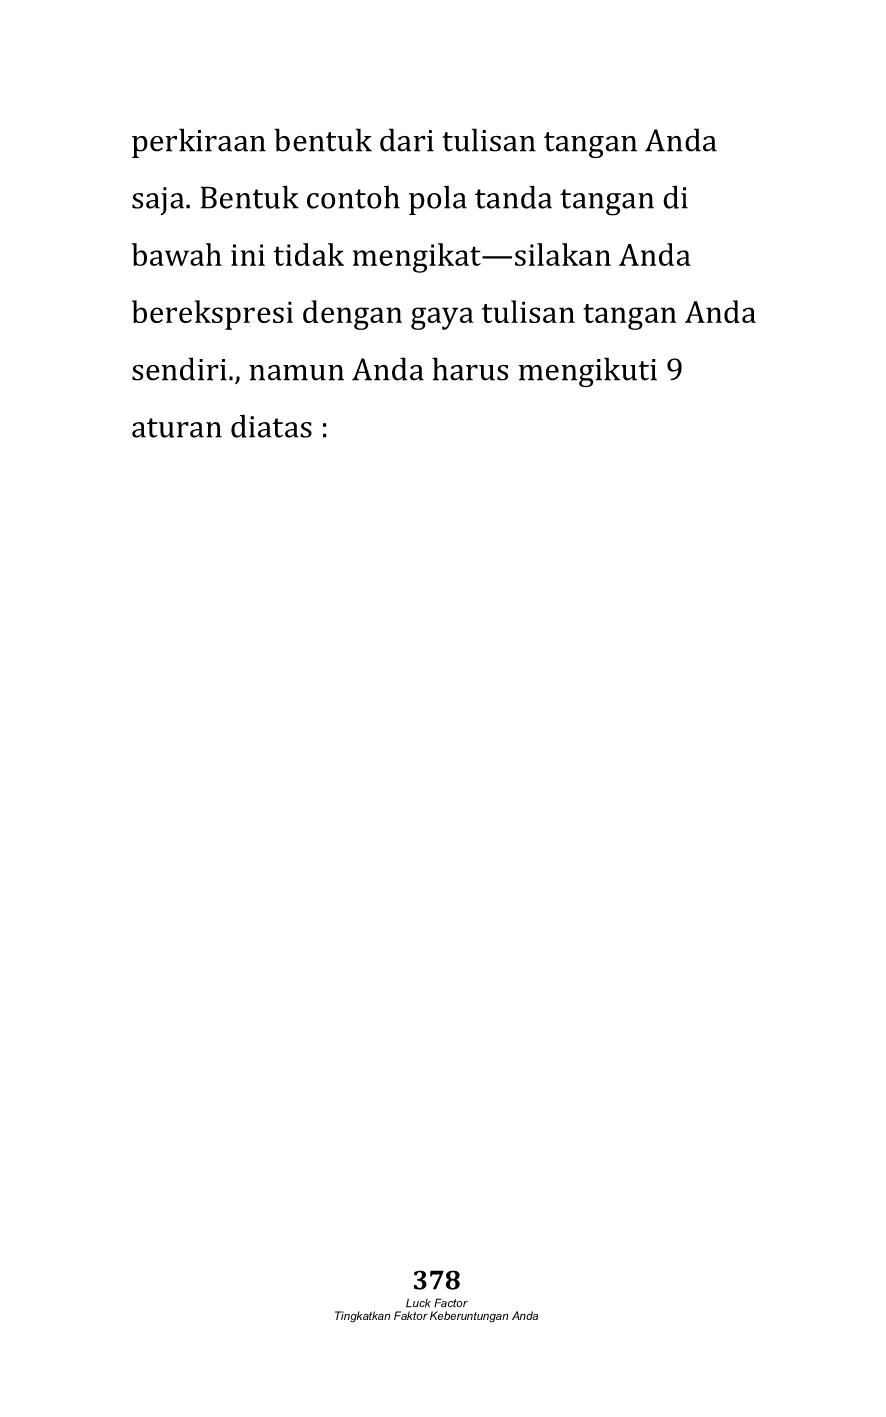 perkiraan bentuk dari tulisan tangan Anda
saja. Bentuk contoh pola tanda tangan di
bawah ini tidak mengikat—silakan Anda
berekspresi dengan gaya tulisan tangan Anda
sendiri., namun Anda harus mengikuti 9
aturan diatas :
378
Luck Factor
Tingkatkan Faktor Keberuntungan Anda